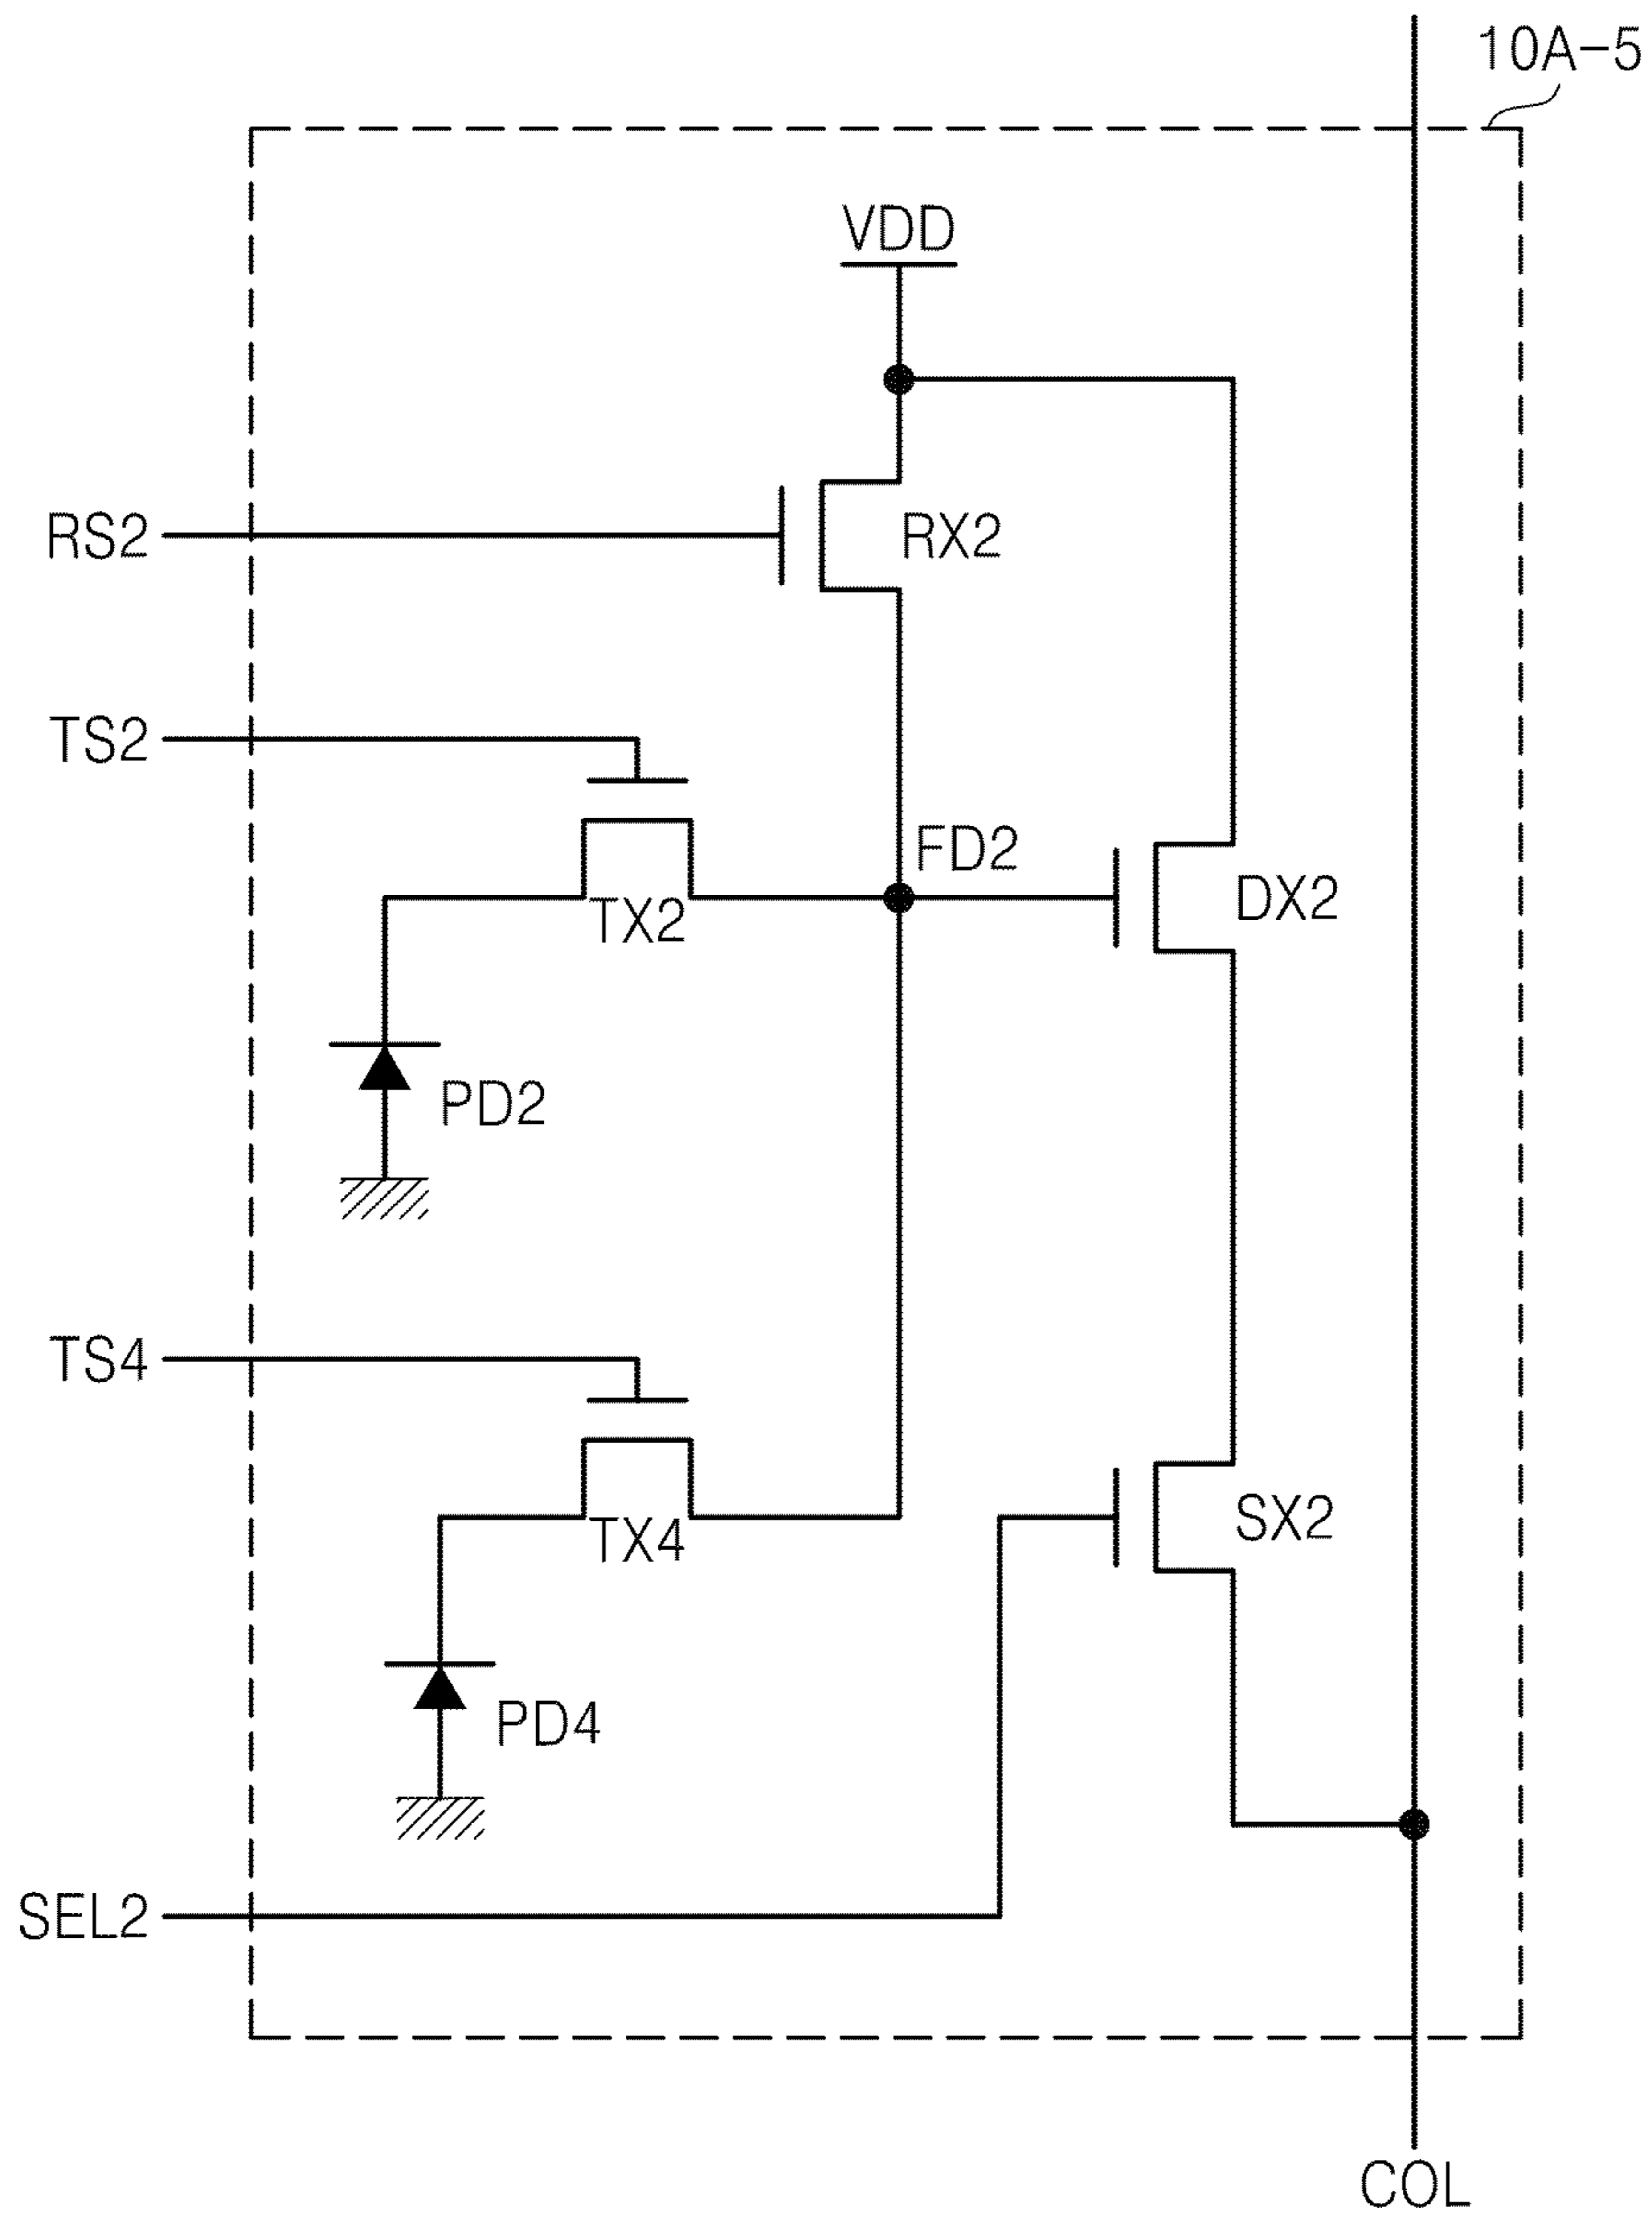 10A-5
VDD
RS2
RX2
TS2
FD2
TX2
DX2
PD2
TS4
TX4
SX2
PD4
SEL2
COL